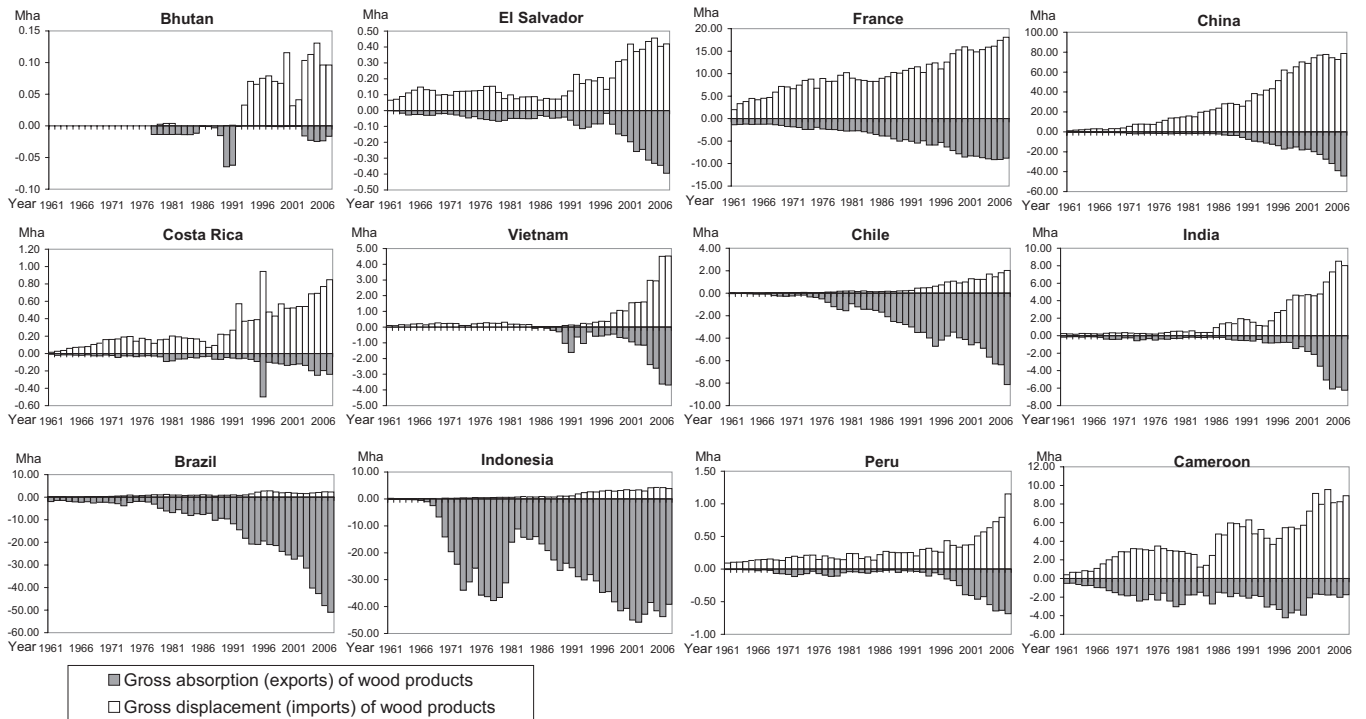 Mha
Bhutan
0.15
0.10
0.05
0.00
-0.05
-0.10
Year
1961 1966 1971 1976 1981 1986 1991 1996 2001 2006
El Salvador
0.50
0.40
0.30
0.20
0.10
0.00
-0.10
-0.20
-0.30
-0.40
-0.50
1961 1966 1971 1976 1981 1986 1991 1996 2001 2006
Mha
France
20.00
15.00
10.00
5.00
0.00
-5.00
-10.00
-15.00
1961 1966 1971 1976 1981 1986 1991 1996 2001 2006
Mha
China
100.00
80.00
60.00
40.00
20.00
0.00
-20.00
-40.00
-60.00
1961 1966 1971 1976 1981 1986 1991 1996 2001 2006
Mha
Costa Rica
1.20
1.00
0.80
0.60
0.40
0.20
0.00
-0.20
-0.40
-0.60
Year
1961 1966 1971 1976 1981 1986 1991 1996 2001 2006
Mha
Vietnam
5.00
4.00
3.00
2.00
1.00
0.00
-1.00
-2.00
-3.00
-4.00
-5.00
1961 1966 1971 1976 1981 1986 1991 1996 2001 2006
Mha
Chile
4.00
2.00
0.00
-2.00
-4.00
-6.00
-8.00
-10.00
1961 1966 1971 1976 1981 1986 1991 1996 2001 2006
Mha
India
10.00
8.00
6.00
4.00
2.00
0.00
-2.00
-4.00
-6.00
-8.00
1961 1966 1971 1976 1981 1986 1991 1996 2001 2006
Mha
Brazil
10.00
0.00
-10.00
-20.00
-30.00
-40.00
-50.00
-60.00
Year
1961 1966 1971 1976 1981 1986 1991 1996 2001 2006
Mha
Indonesia
10.00
0.00
-10.00
-20.00
-30.00
-40.00
-50.00
1961 1966 1971 1976 1981 1986 1991 1996 2001 2006
Mha
Peru
1.50
1.00
0.50
0.00
-0.50
-1.00
1961 1966 1971 1976 1981 1986 1991 1996 2001 2006
Mha
Cameroon
12.00
10.00
8.00
6.00
4.00
2.00
0.00
-2.00
-4.00
-6.00
1961 1966 1971 1976 1981 1986 1991 1996 2001 2006
Gross absorption (exports) of wood products
Gross displacement (imports) of wood products